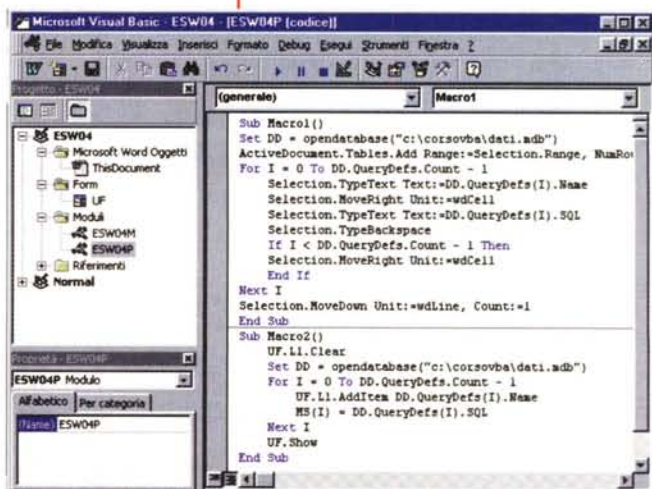 Microsoft Visual Basic - ESW04 - [ESW04P (codice)]
File Modifica Visualizza Inserisci Formato Debug Esegui Strumenti Finestra ?
Progetto - ESW04
ESW04
Microsoft Word Oggetti
ThisDocument
Form
UF
Moduli
ESW04M
ESW04P
Riferimenti
Normal
Proprietà - ESW04P
ESW04P Modulo
Alfabetico Per categoria
(Name) ESW04P
(generale) Macro1
Sub Macro1()
Set DD = opendatabase("c:\corsovba\dati.mdb")
ActiveDocument.Tables.Add Range:=Selection.Range, NumRo
For I = 0 To DD.QueryDefs.Count - 1
Selection.TypeText Text:=DD.QueryDefs(I).Name
Selection.MoveRight Unit:=wdCell
Selection.TypeText Text:=DD.QueryDefs(I).SQL
Selection.TypeBackspace
If I < DD.QueryDefs.Count - 1 Then
Selection.MoveRight Unit:=wdCell
End If
Next I
Selection.MoveDown Unit:=wdLine, Count:=1
End Sub
Sub Macro2()
UF.L1.Clear
Set DD = opendatabase("c:\corsovba\dati.mdb")
For I = 0 To DD.QueryDefs.Count - 1
UF.L1.AddItem DD.QueryDefs(I).Name
MS(I) = DD.QueryDefs(I).SQL
Next I
UF.Show
End Sub